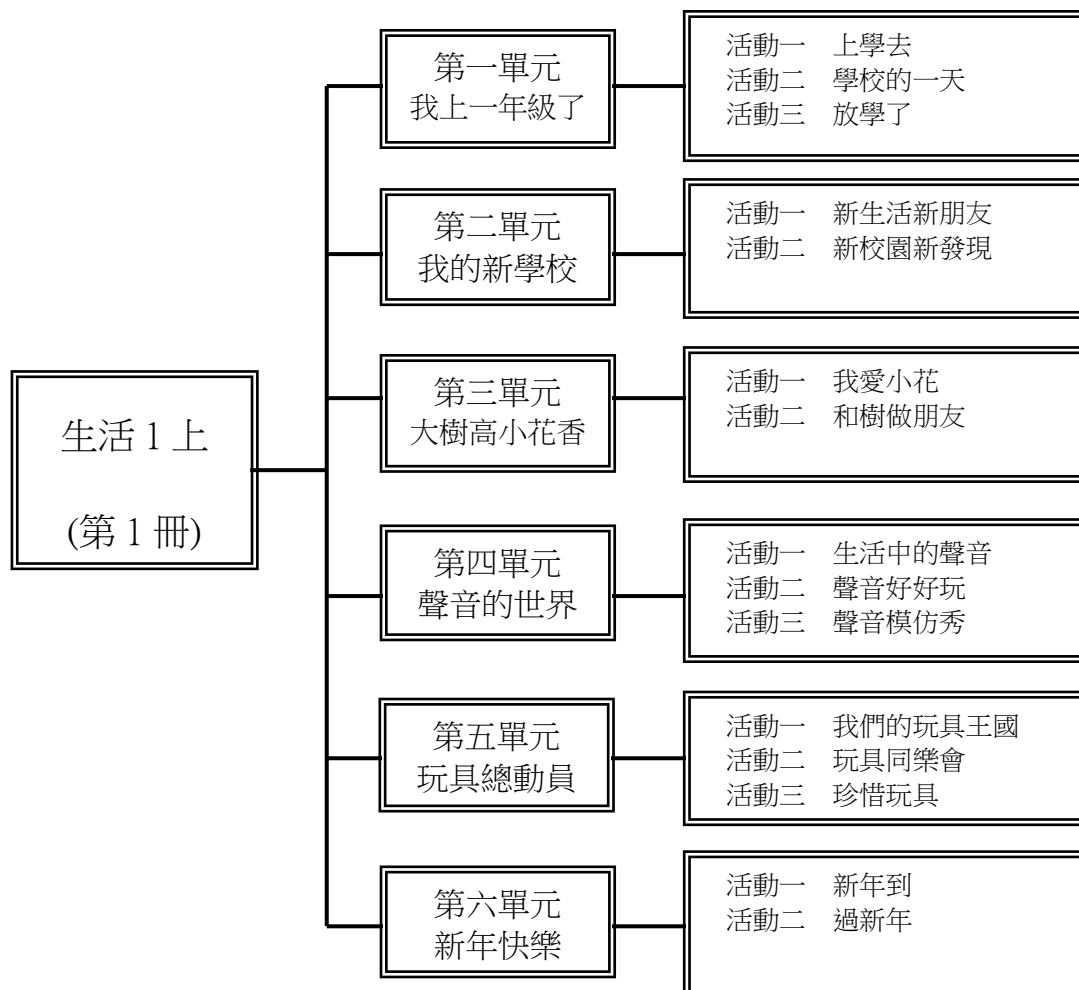 生活 1 上
(第 1 冊)
第一單元
我上一年級了
活動一　上學去
活動二　學校的一天
活動三　放學了
第二單元
我的新學校
活動一　新生活新朋友
活動二　新校園新發現
第三單元
大樹高小花香
活動一　我愛小花
活動二　和樹做朋友
第四單元
聲音的世界
活動一　生活中的聲音
活動二　聲音好好玩
活動三　聲音模仿秀
第五單元
玩具總動員
活動一　我們的玩具王國
活動二　玩具同樂會
活動三　珍惜玩具
第六單元
新年快樂
活動一　新年到
活動二　過新年